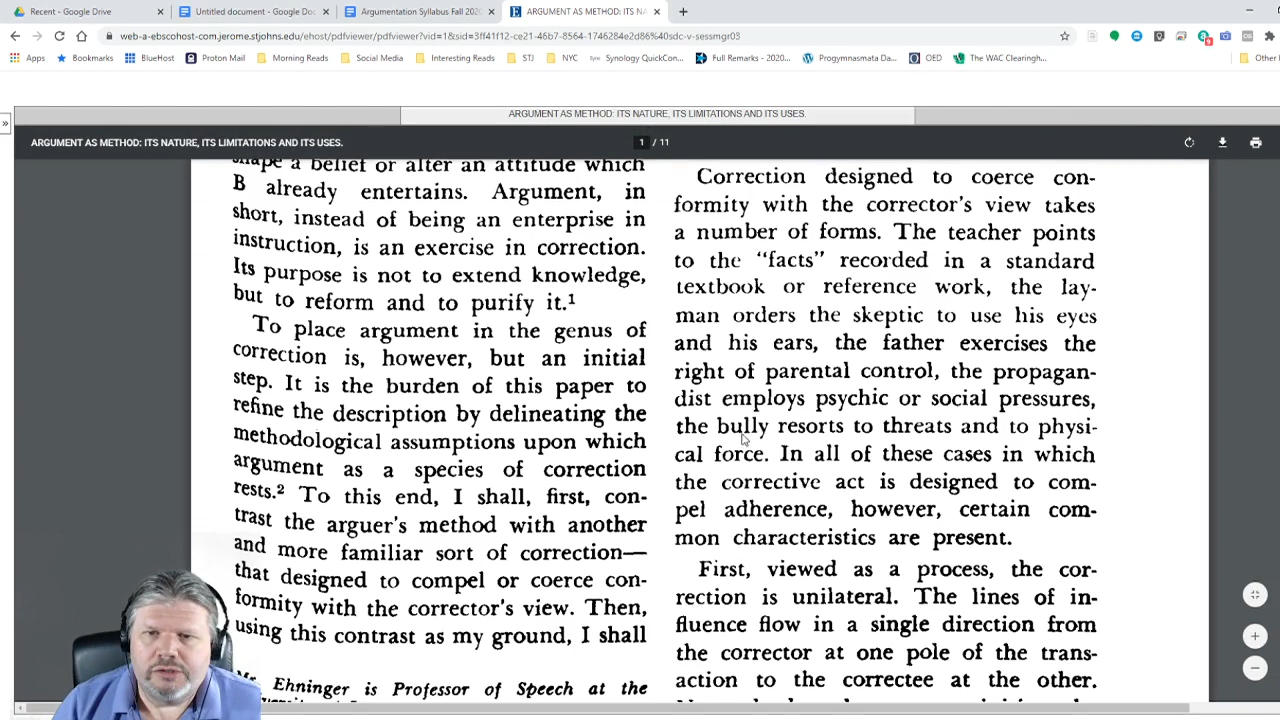 Recent - Google Drive
Untitled document - Google Doc
Argumentation Syllabus Fall 202
ARGUMENT AS METHOD: ITS NA
web-a-ebscohost-com.jerome.stjohns.edu/ehost/pdfviewer/pdfviewer?vid=1&sid=3ff41f12-ce21-46b7-8564-1746284e2d86%40sdc-v-sessmgr03
Apps
Bookmarks
BlueHost
Proton Mail
Morning Reads
Social Media
Interesting Reads
STJ
NYC
Synology QuickCon...
Full Remarks - 2020...
Progymnasmata Da...
OED
The WAC Clearingh...
Other
ARGUMENT AS METHOD: ITS NATURE, ITS LIMITATIONS AND ITS USES.
ARGUMENT AS METHOD: ITS NATURE, ITS LIMITATIONS AND ITS USES.
1 / 11
shape a belief or alter an attitude which
B already entertains. Argument, in
short, instead of being an enterprise in
instruction, is an exercise in correction.
Its purpose is not to extend knowledge,
but to reform and to purify it.¹
To place argument in the genus of
correction is, however, but an initial
step. It is the burden of this paper to
refine the description by delineating the
methodological assumptions upon which
argument as a species of correction
rests.² To this end, I shall, first, con-
trast the arguer's method with another
and more familiar sort of correction—
that designed to compel or coerce con-
formity with the corrector's view. Then,
using this contrast as my ground, I shall
Mr. Ehninger is Professor of Speech at the
Correction designed to coerce con-
formity with the corrector's view takes
a number of forms. The teacher points
to the "facts" recorded in a standard
textbook or reference work, the lay-
man orders the skeptic to use his eyes
and his ears, the father exercises the
right of parental control, the propagan-
dist employs psychic or social pressures,
the bully resorts to threats and to physi-
cal force. In all of these cases in which
the corrective act is designed to com-
pel adherence, however, certain com-
mon characteristics are present.
First, viewed as a process, the cor-
rection is unilateral. The lines of in-
fluence flow in a single direction from
the corrector at one pole of the trans-
action to the correctee at the other.